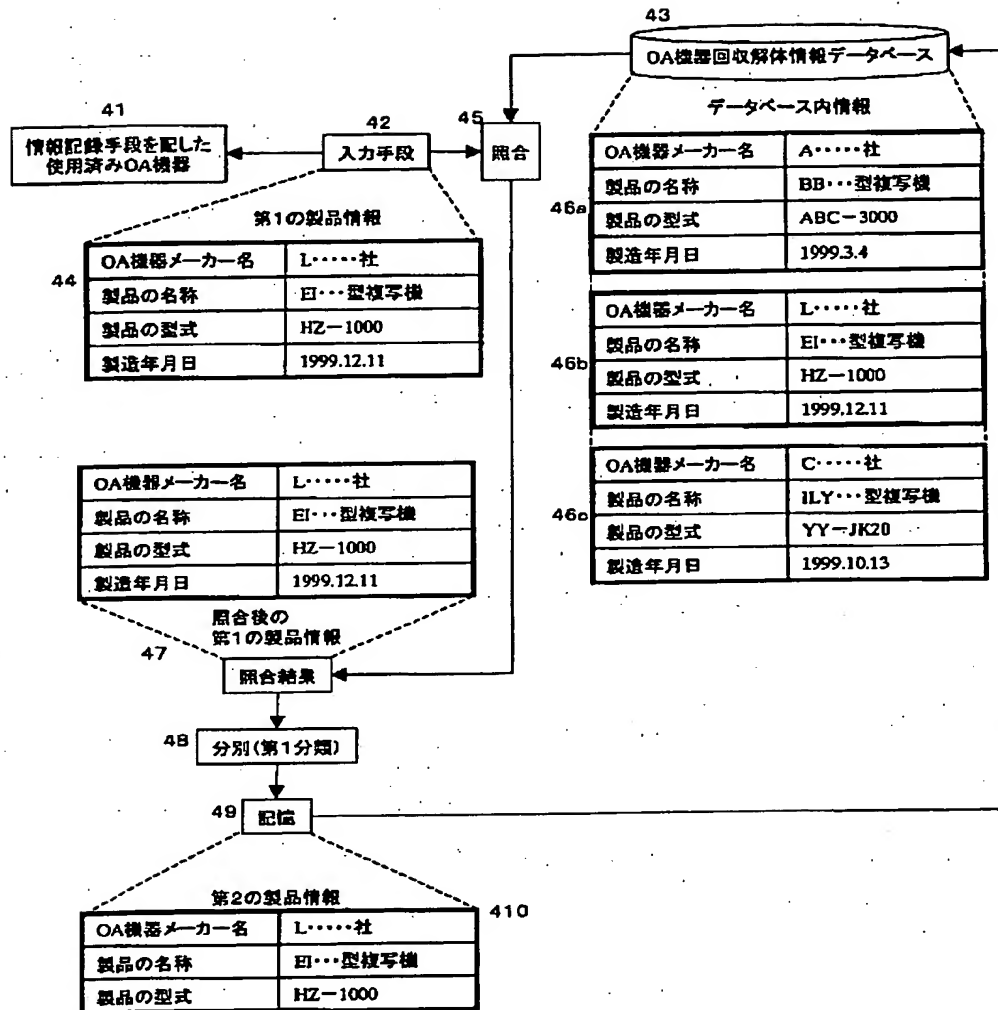 43
OA機器回収解体情報データベース
データベース内情報
41
情報記録手段を配した
使用済みOA機器
42
入力手段
45
照合
第1の製品情報
44
OA機器メーカー名 L・・・・・社
製品の名称 EI・・・型複写機
製品の型式 HZ-1000
製造年月日 1999.12.11
46a
OA機器メーカー名 A・・・・・社
製品の名称 BB・・・型複写機
製品の型式 ABC-3000
製造年月日 1999.3.4
46b
OA機器メーカー名 L・・・・・社
製品の名称 EI・・・型複写機
製品の型式 HZ-1000
製造年月日 1999.12.11
46c
OA機器メーカー名 C・・・・・社
製品の名称 ILY・・・型複写機
製品の型式 YY-JK20
製造年月日 1999.10.13
OA機器メーカー名 L・・・・・社
製品の名称 EI・・・型複写機
製品の型式 HZ-1000
製造年月日 1999.12.11
照合後の
第1の製品情報
47
照合結果
48
分別(第1分類)
49
記憶
第2の製品情報
410
OA機器メーカー名 L・・・・・社
製品の名称 EI・・・型複写機
製品の型式 HZ-1000